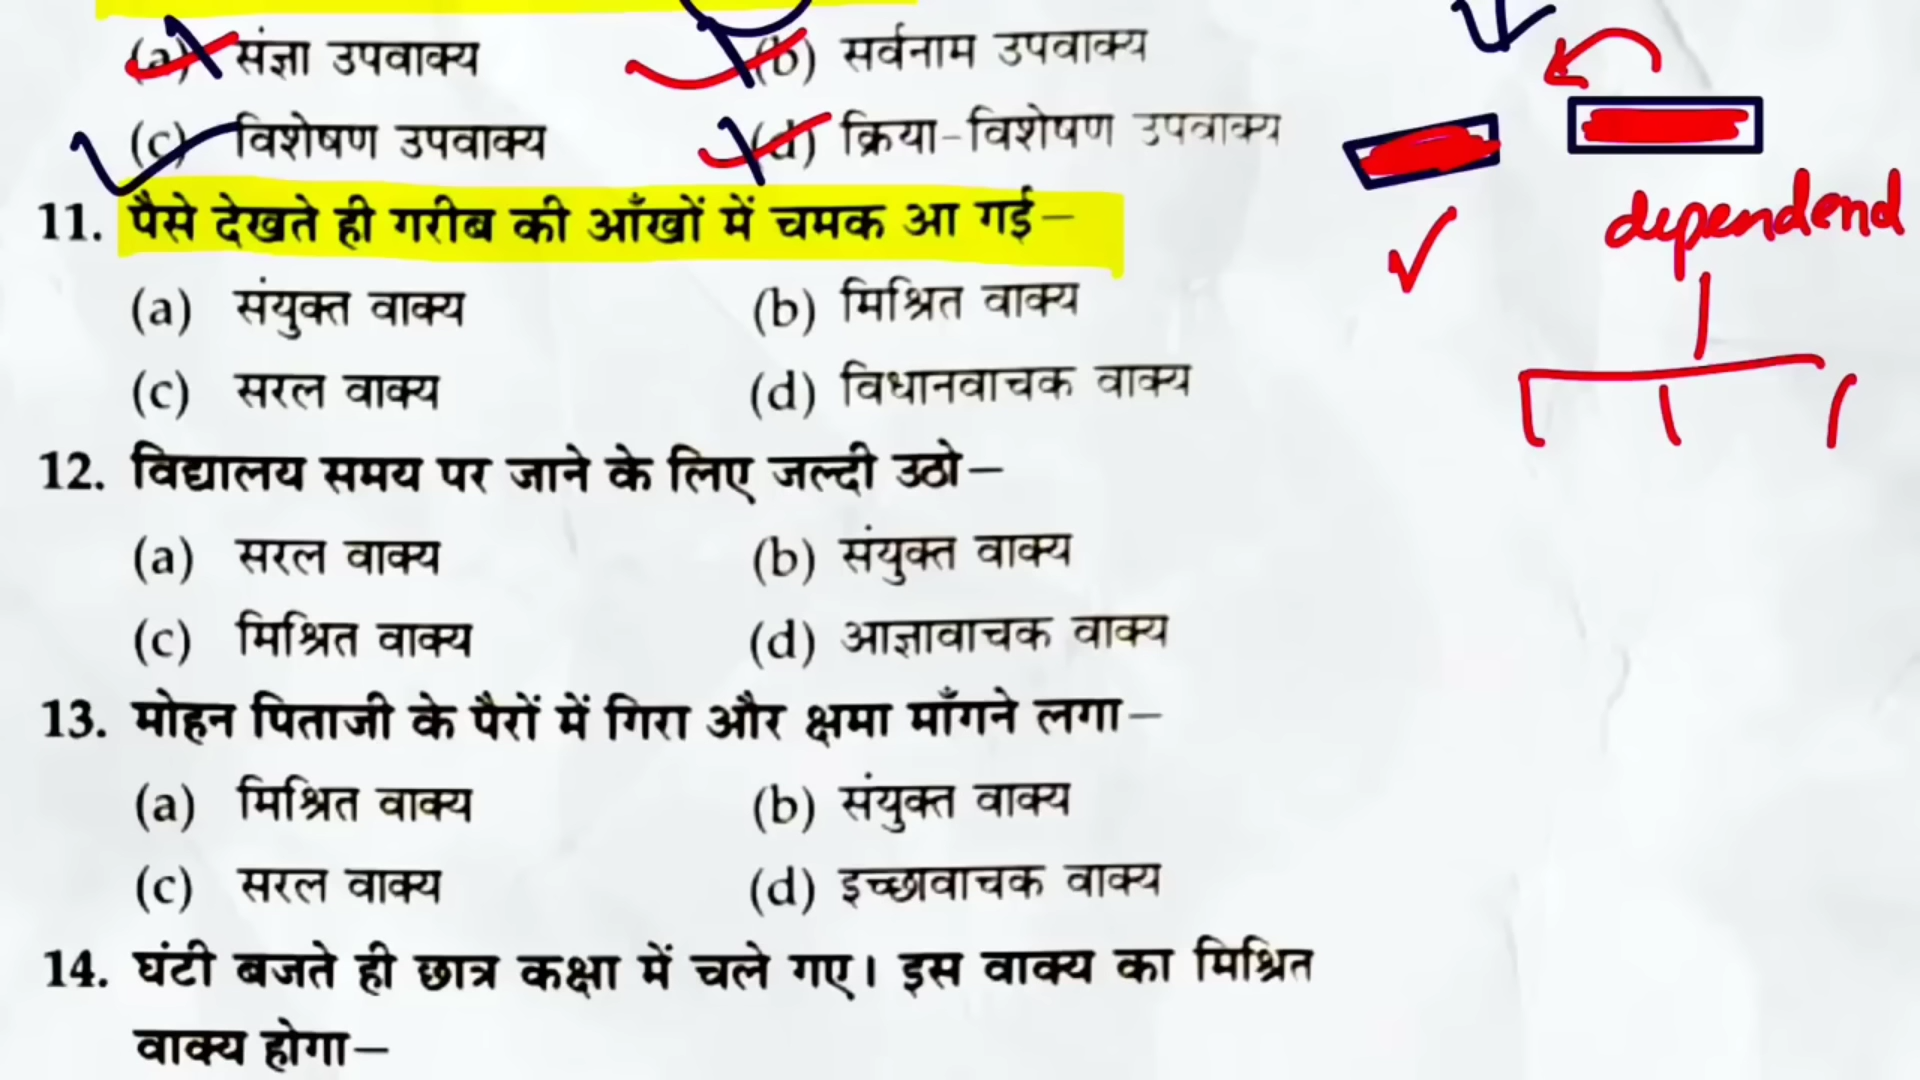 (a) संज्ञा उपवाक्य (b) सर्वनाम उपवाक्य
(c) विशेषण उपवाक्य (d) क्रिया-विशेषण उपवाक्य
dependend
11. पैसे देखते ही गरीब की आँखों में चमक आ गई–
(a) संयुक्त वाक्य (b) मिश्रित वाक्य
(c) सरल वाक्य (d) विधानवाचक वाक्य
12. विद्यालय समय पर जाने के लिए जल्दी उठो–
(a) सरल वाक्य (b) संयुक्त वाक्य
(c) मिश्रित वाक्य (d) आज्ञावाचक वाक्य
13. मोहन पिताजी के पैरों में गिरा और क्षमा माँगने लगा–
(a) मिश्रित वाक्य (b) संयुक्त वाक्य
(c) सरल वाक्य (d) इच्छावाचक वाक्य
14. घंटी बजते ही छात्र कक्षा में चले गए। इस वाक्य का मिश्रित
वाक्य होगा–